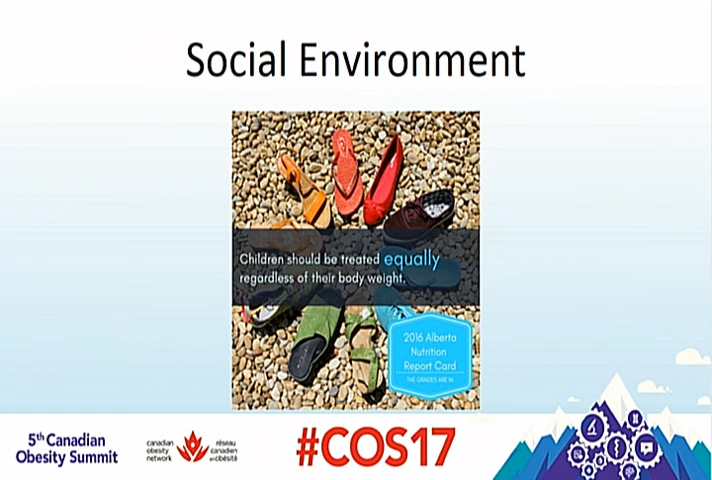 Social Environment
Children should be treated equally
regardless of their body weight.
2016 Alberta
Nutrition
Report Card
THE GRADES ARE IN
5th Canadian
Obesity Summit
canadian
obesity
network
réseau
canadien
en obésité
#COS17